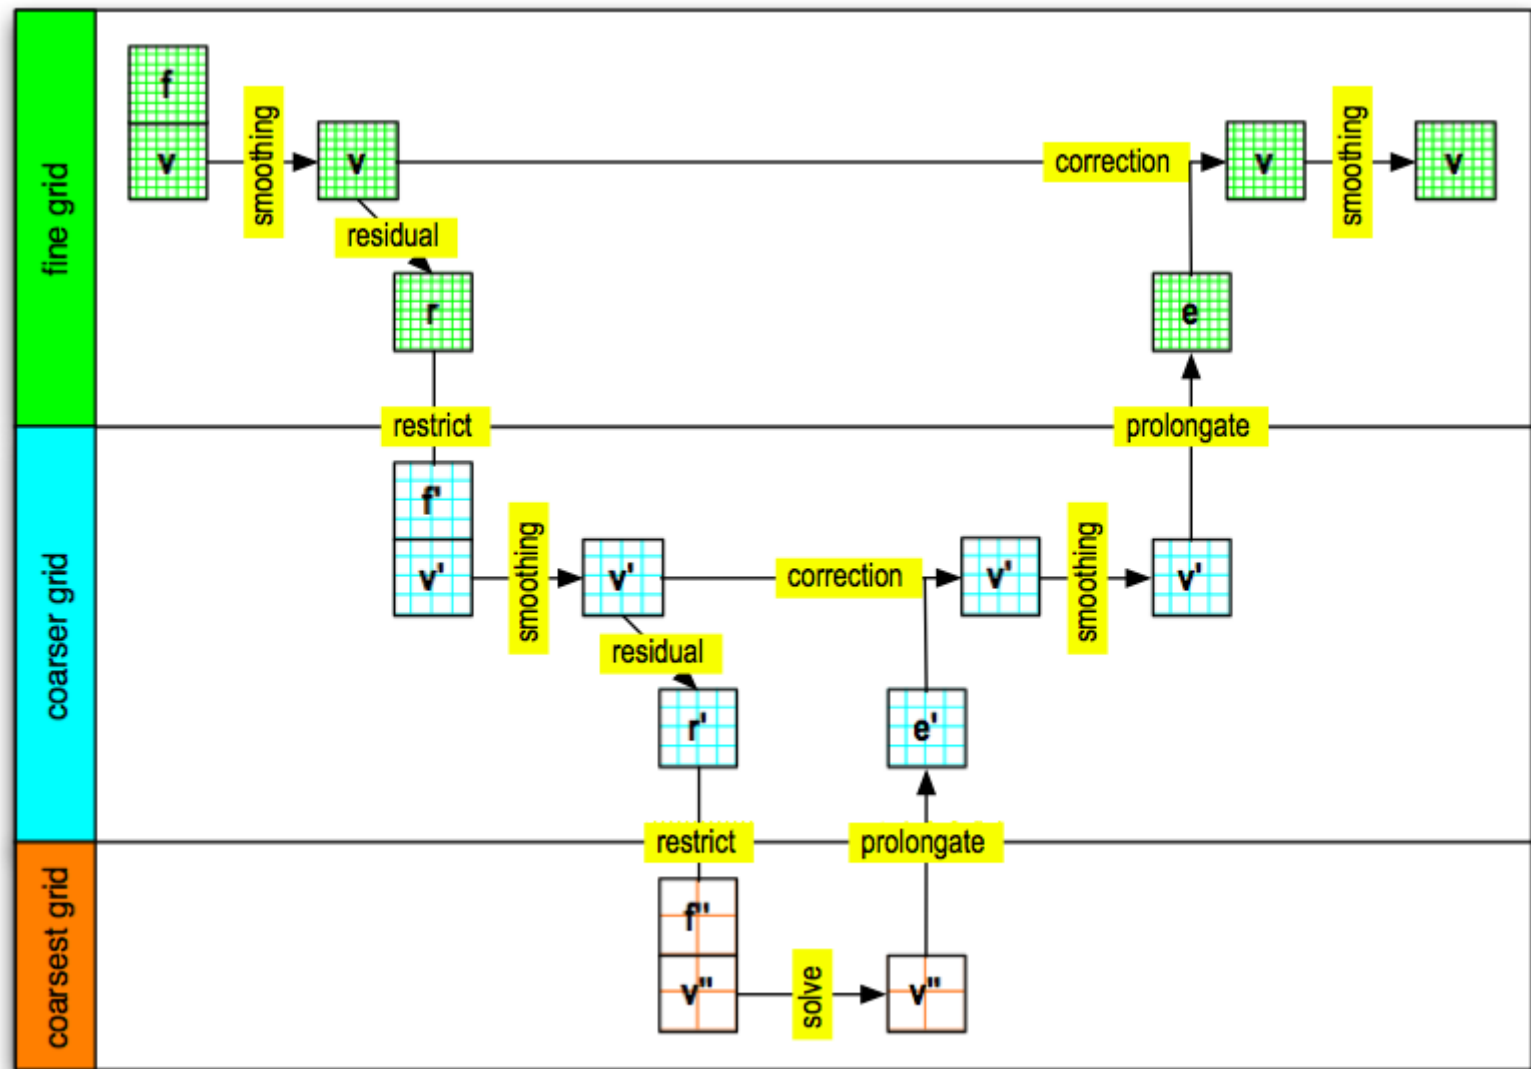 fine grid
f
v
smoothing
v
correction
v
smoothing
v
residual
r
e
restrict
prolongate
coarser grid
f'
v'
smoothing
v'
correction
v'
smoothing
v'
residual
r'
e'
restrict
prolongate
coarsest grid
f"
v"
solve
v"